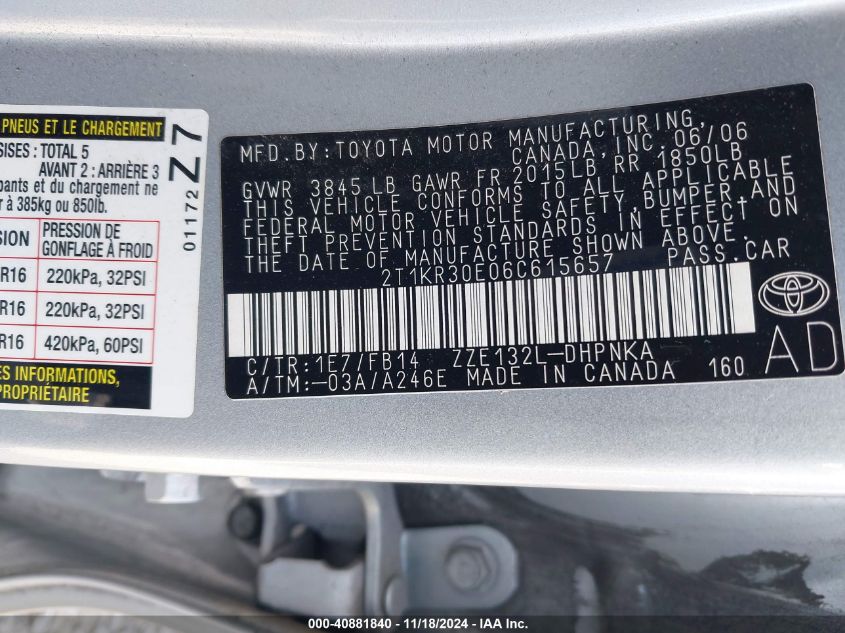 PNEUS ET LE CHARGEMENT
SISES : TOTAL 5
AVANT 2 : ARRIÈRE 3
pants et du chargement ne
r à 385kg ou 850lb.
PRESSION DE
GONFLAGE À FROID
R16 220kPa, 32PSI
R16 220kPa, 32PSI
R16 420kPa, 60PSI
ES INFORMATIONS
PROPRIÉTAIRE
01172 Z7
MFD. BY: TOYOTA MOTOR MANUFACTURING,
CANADA, INC. 06/06
GVWR 3845 LB GAWR FR 2015LB RR 1850LB
THIS VEHICLE CONFORMS TO ALL APPLICABLE
FEDERAL MOTOR VEHICLE SAFETY, BUMPER AND
THEFT PREVENTION STANDARDS IN EFFECT ON
THE DATE OF MANUFACTURE SHOWN ABOVE.
2T1KR30E06C615657 PASS. CAR
C/TR: 1E7/FB14 ZZE132L-DHPNKA
A/TM: -03A/A246E MADE IN CANADA 160
AD
000-40881840 - 11/18/2024 - IAA Holdings, LLC.